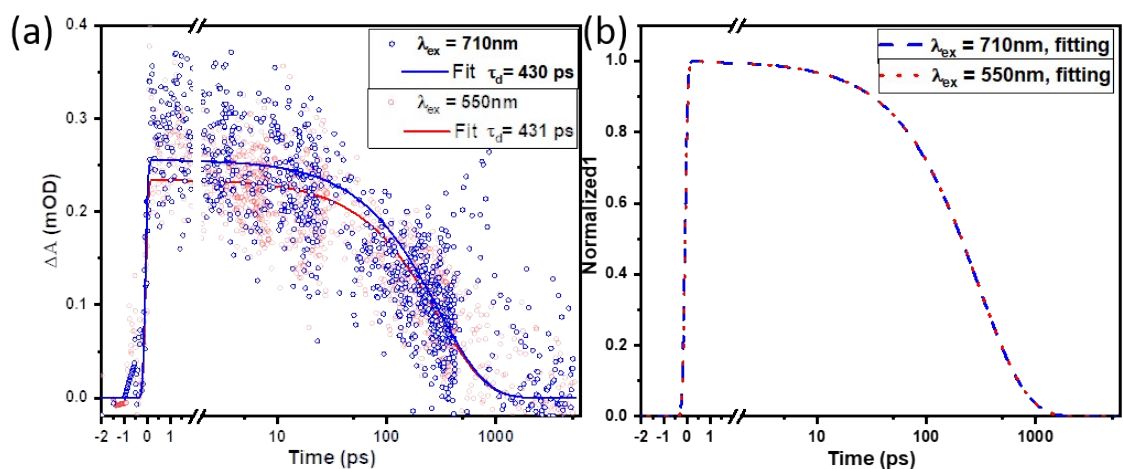 (a)
λex = 710nm
Fit τd= 430 ps
λex = 550nm
Fit τd= 431 ps
ΔA (mOD)
0.4
0.3
0.2
0.1
0.0
-2 -1 0 1 10 100 1000
Time (ps)
(b)
λex = 710nm, fitting
λex = 550nm, fitting
Normalized1
1.0
0.8
0.6
0.4
0.2
0.0
-2 -1 0 1 10 100 1000
Time (ps)